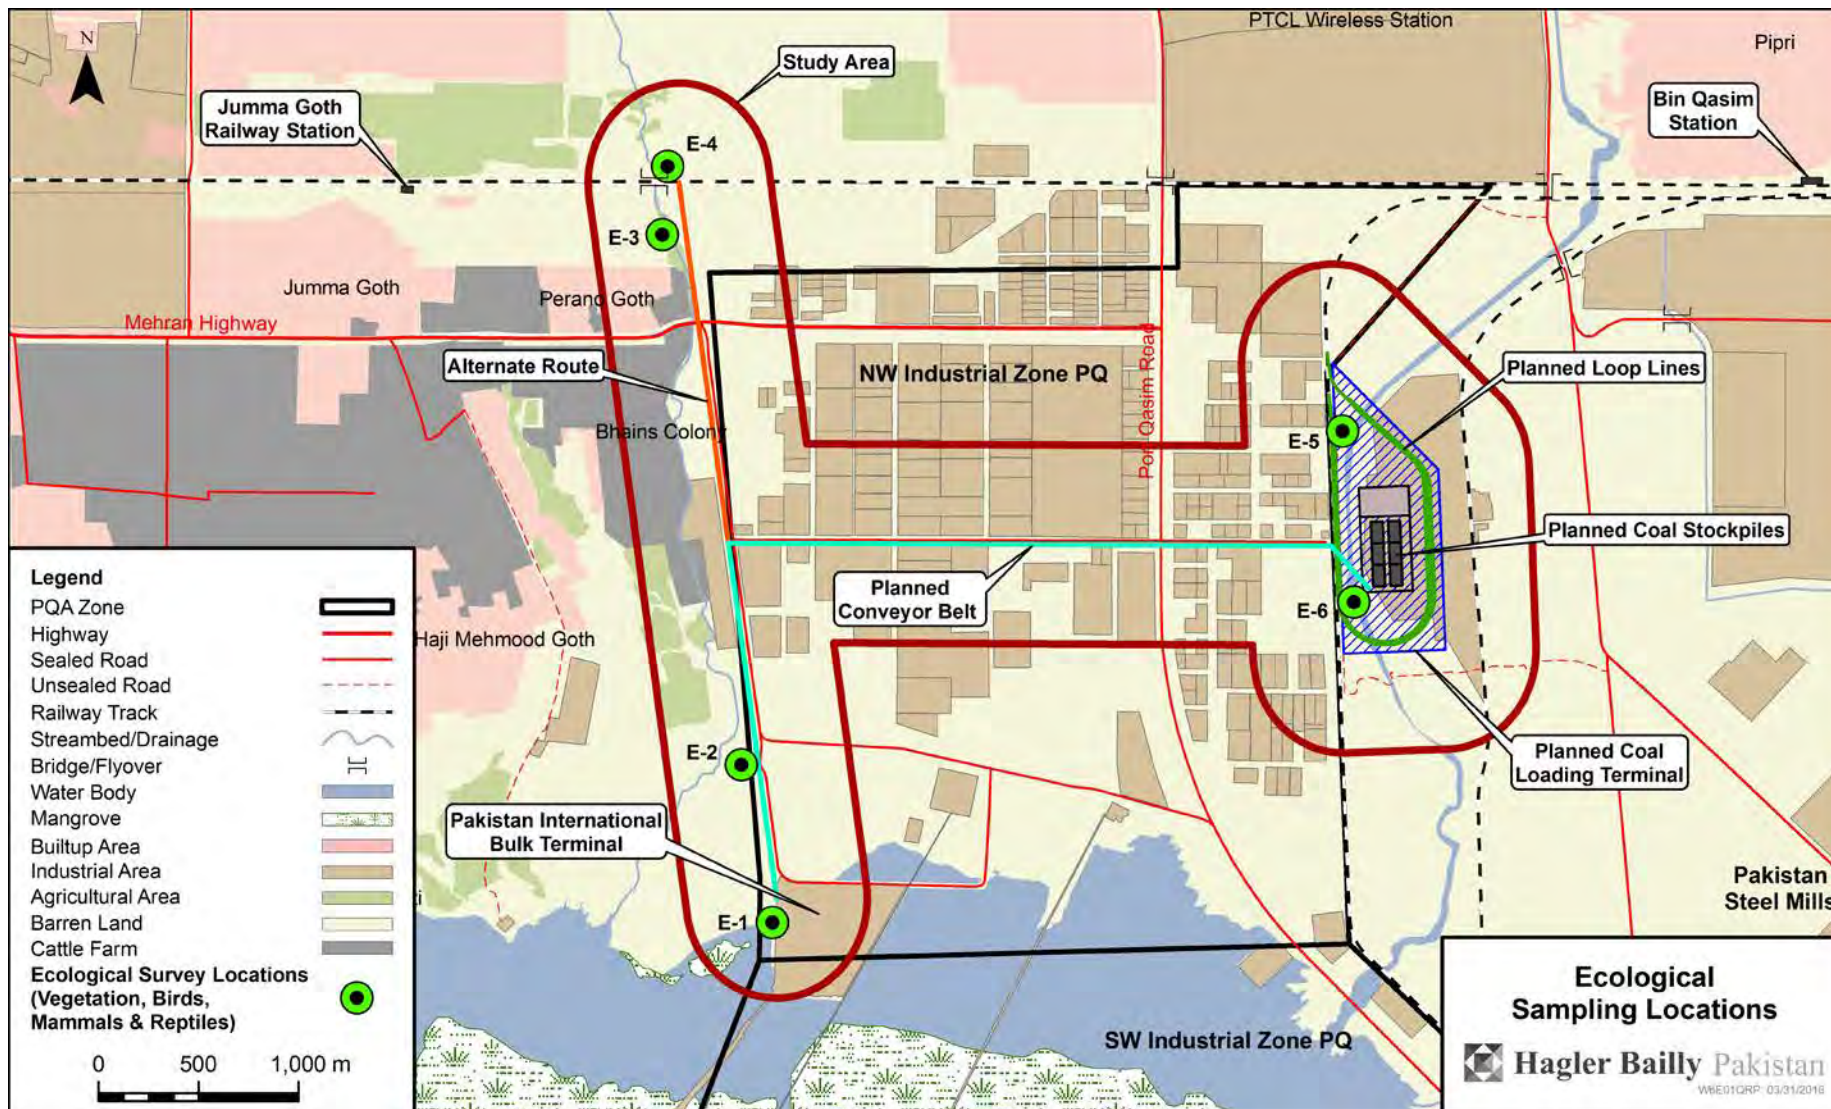 PTCL Wireless Station
Pipri
N
Study Area
Jumma Goth
Railway Station
Bin Qasim
Station
E-4
E-3
Jumma Goth
Perano Goth
Mehran Highway
Port Qasim Road
Alternate Route
NW Industrial Zone PQ
Planned Loop Lines
Bhains Colony
E-5
Planned Coal Stockpiles
Planned
Conveyor Belt
E-6
Haji Mehmood Goth
E-2
Planned Coal
Loading Terminal
Pakistan International
Bulk Terminal
E-1
Pakistan
Steel Mills
SW Industrial Zone PQ
Legend
PQA Zone
Highway
Sealed Road
Unsealed Road
Railway Track
Streambed/Drainage
Bridge/Flyover
Water Body
Mangrove
Builtup Area
Industrial Area
Agricultural Area
Barren Land
Cattle Farm
Ecological Survey Locations
(Vegetation, Birds,
Mammals & Reptiles)
0 500 1,000 m
Ecological
Sampling Locations
Hagler Bailly Pakistan
W6E01QRP: 03/31/2016